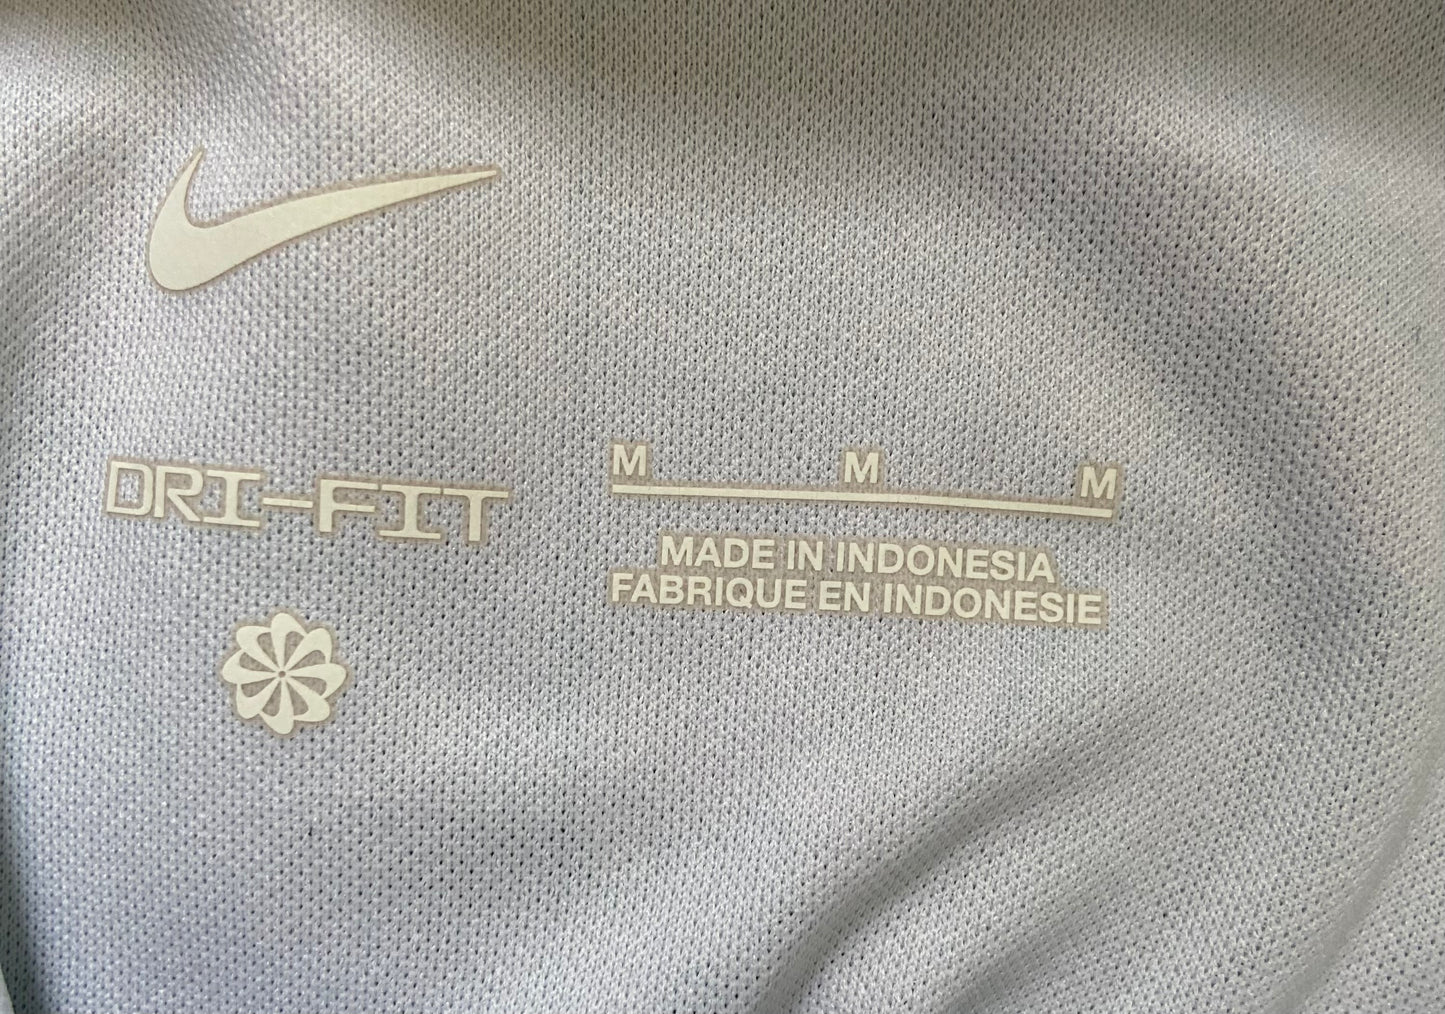 DRI-FIT
M M M
MADE IN INDONESIA
FABRIQUE EN INDONESIE